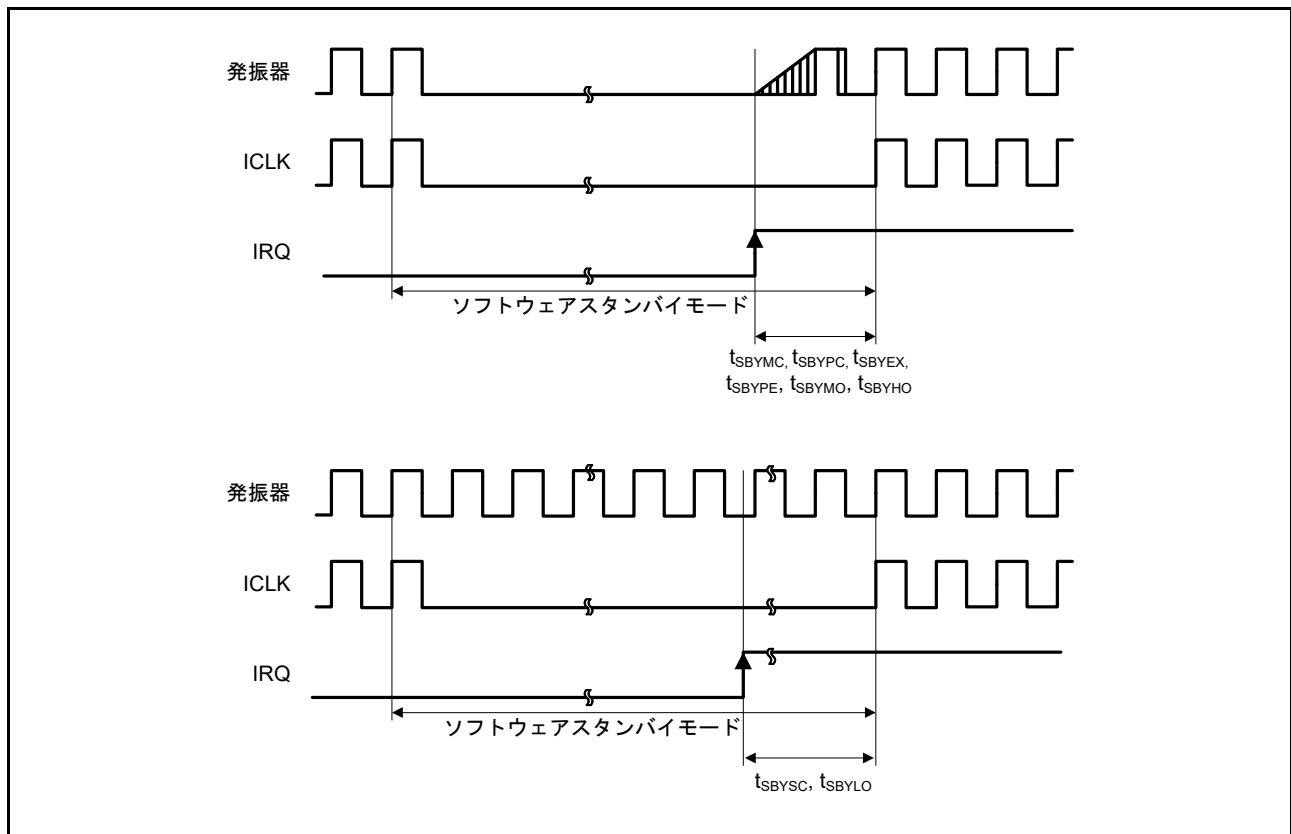 発振器
ICLK
IRQ
ソフトウェアスタンバイモード
tSBYMC, tSBYPC, tSBYEX,
tSBYPE, tSBYMO, tSBYHO
発振器
ICLK
IRQ
ソフトウェアスタンバイモード
tSBYSC, tSBYLO